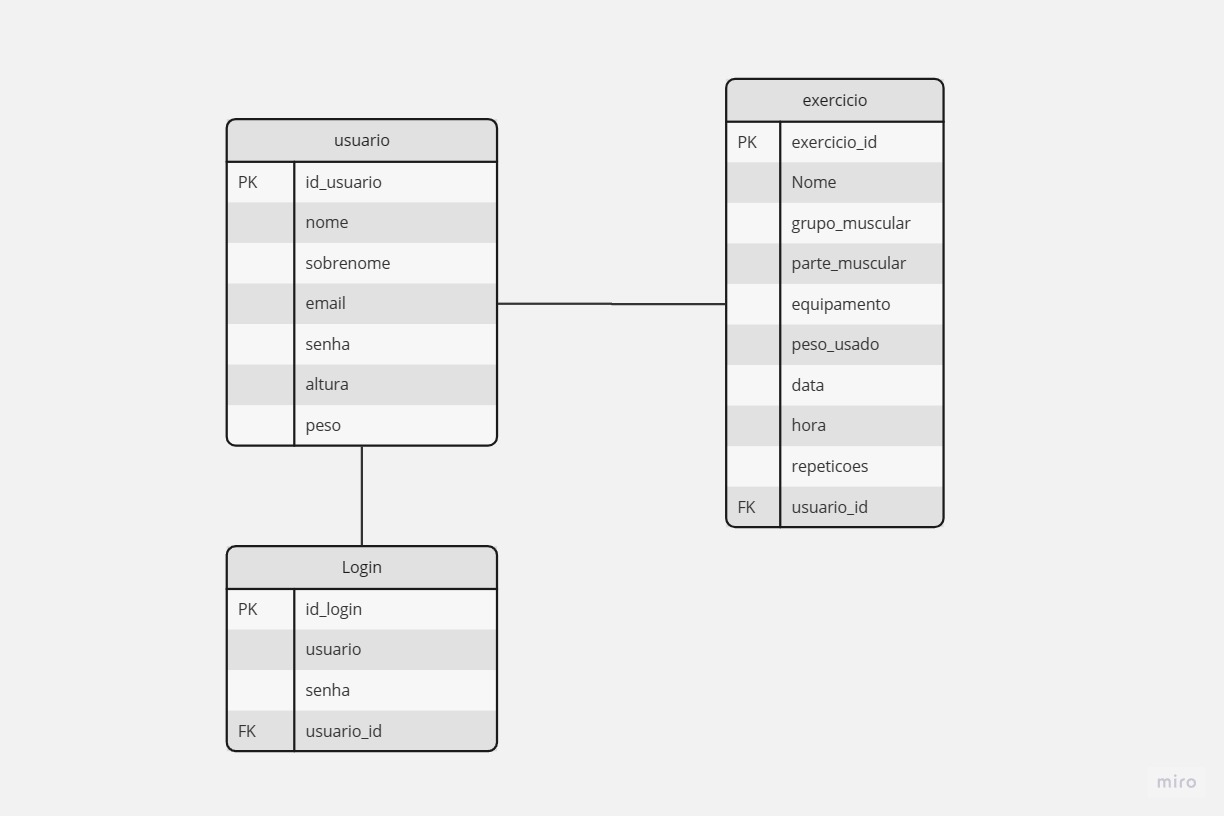 usuario
PK id_usuario
nome
sobrenome
email
senha
altura
peso
exercicio
PK exercicio_id
Nome
grupo_muscular
parte_muscular
equipamento
peso_usado
data
hora
repeticoes
FK usuario_id
Login
PK id_login
usuario
senha
FK usuario_id
miro